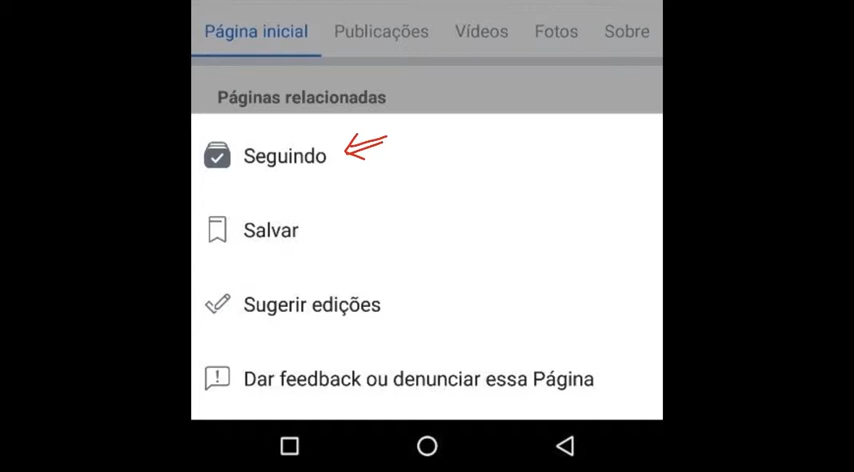 Página inicial Publicações Vídeos Fotos Sobre
Páginas relacionadas
Seguindo
Salvar
Sugerir edições
Dar feedback ou denunciar essa Página